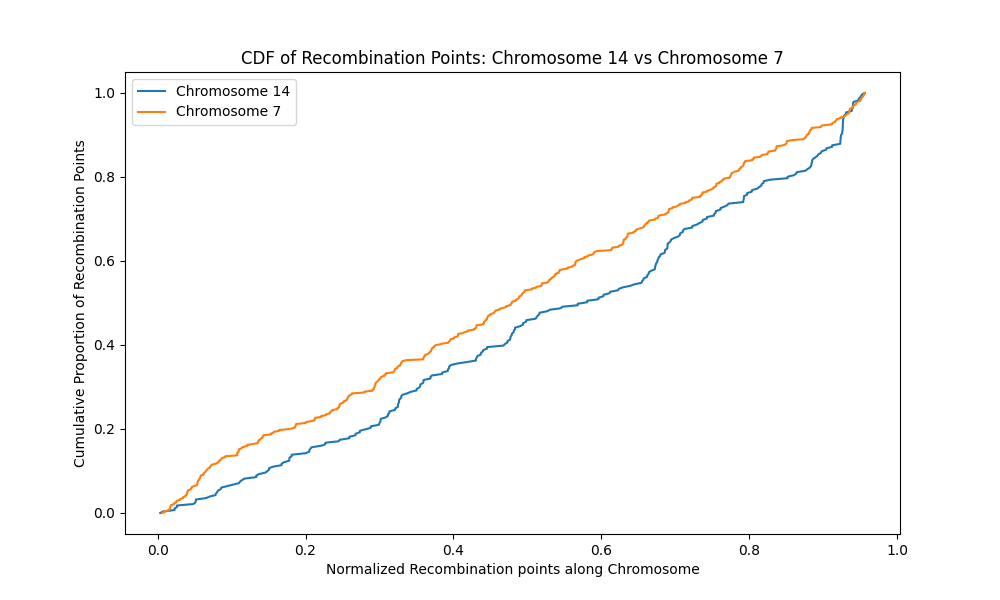 CDF of Recombination Points: Chromosome 14 vs Chromosome 7
Chromosome 14
Chromosome 7
Cumulative Proportion of Recombination Points
1.0
0.8
0.6
0.4
0.2
0.0
0.0 0.2 0.4 0.6 0.8 1.0
Normalized Recombination points along Chromosome